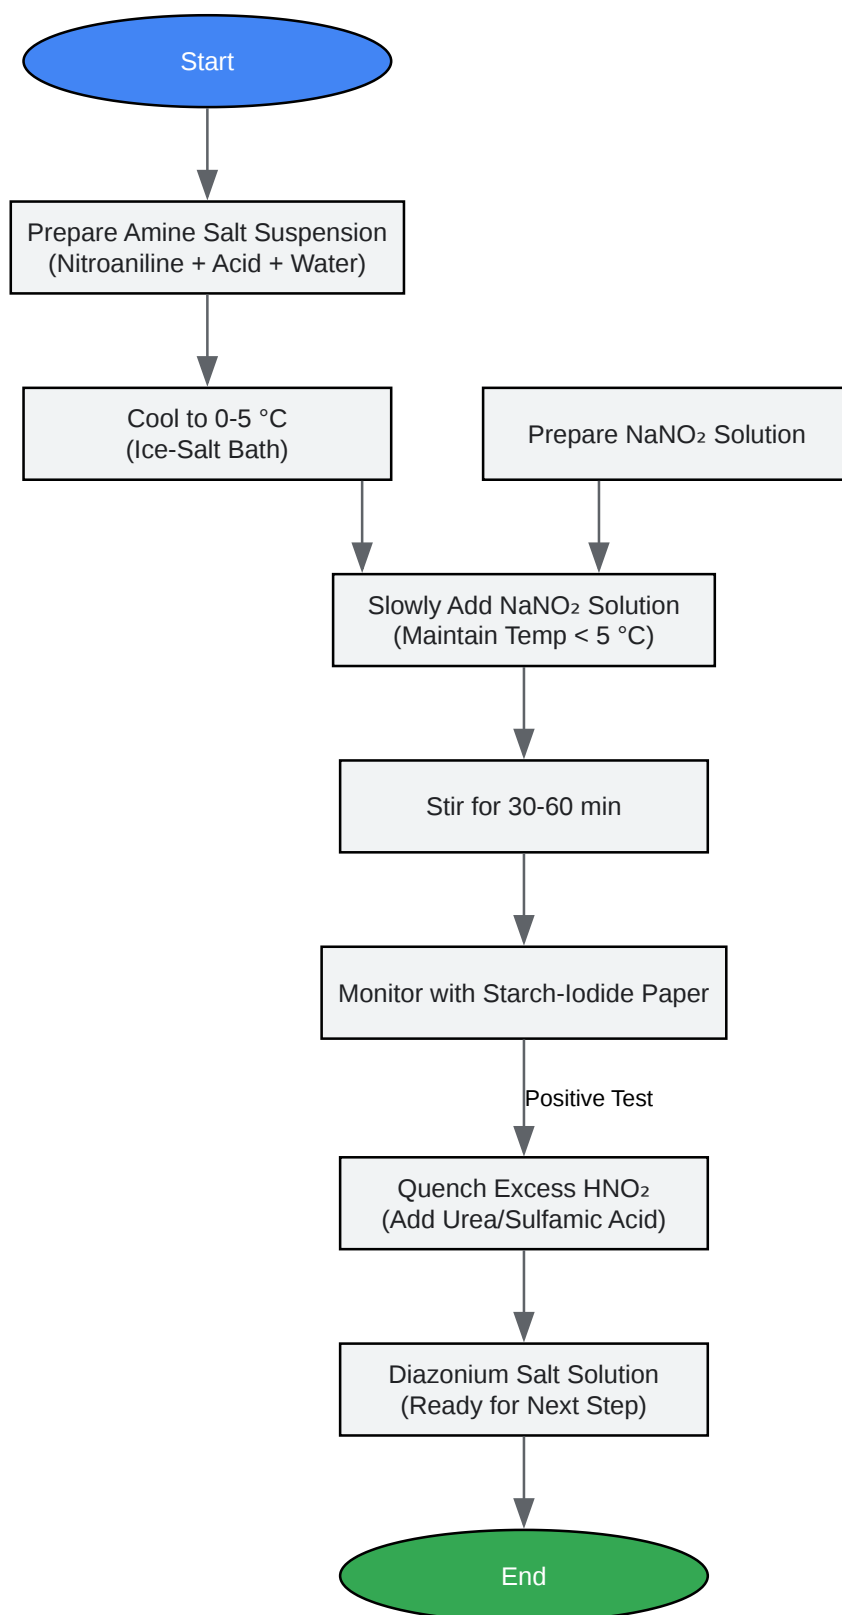 Start
Prepare Amine Salt Suspension
(Nitroaniline + Acid + Water)
Cool to 0-5 °C
(Ice-Salt Bath)
Prepare NaNO₂ Solution
Slowly Add NaNO₂ Solution
(Maintain Temp < 5 °C)
Stir for 30-60 min
Monitor with Starch-Iodide Paper
Positive Test
Quench Excess HNO₂
(Add Urea/Sulfamic Acid)
Diazonium Salt Solution
(Ready for Next Step)
End